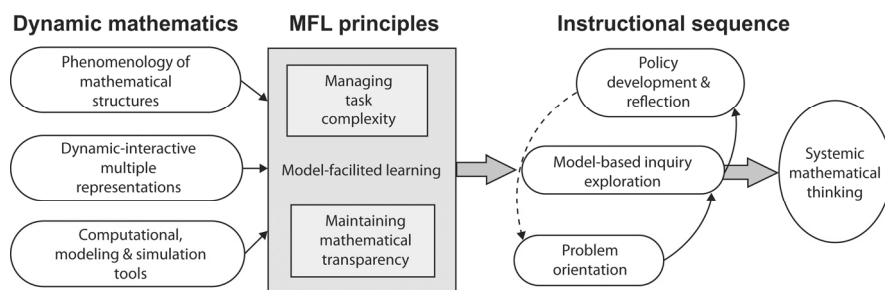 Dynamic mathematics
MFL principles
Instructional sequence
Phenomenology of
mathematical
structures
Dynamic-interactive
multiple
representations
Computational,
modeling & simulation
tools
Managing
task
complexity
Model-facilited learning
Maintaining
mathematical
transparency
Policy
development &
reflection
Model-based inquiry
exploration
Problem
orientation
Systemic
mathematical
thinking